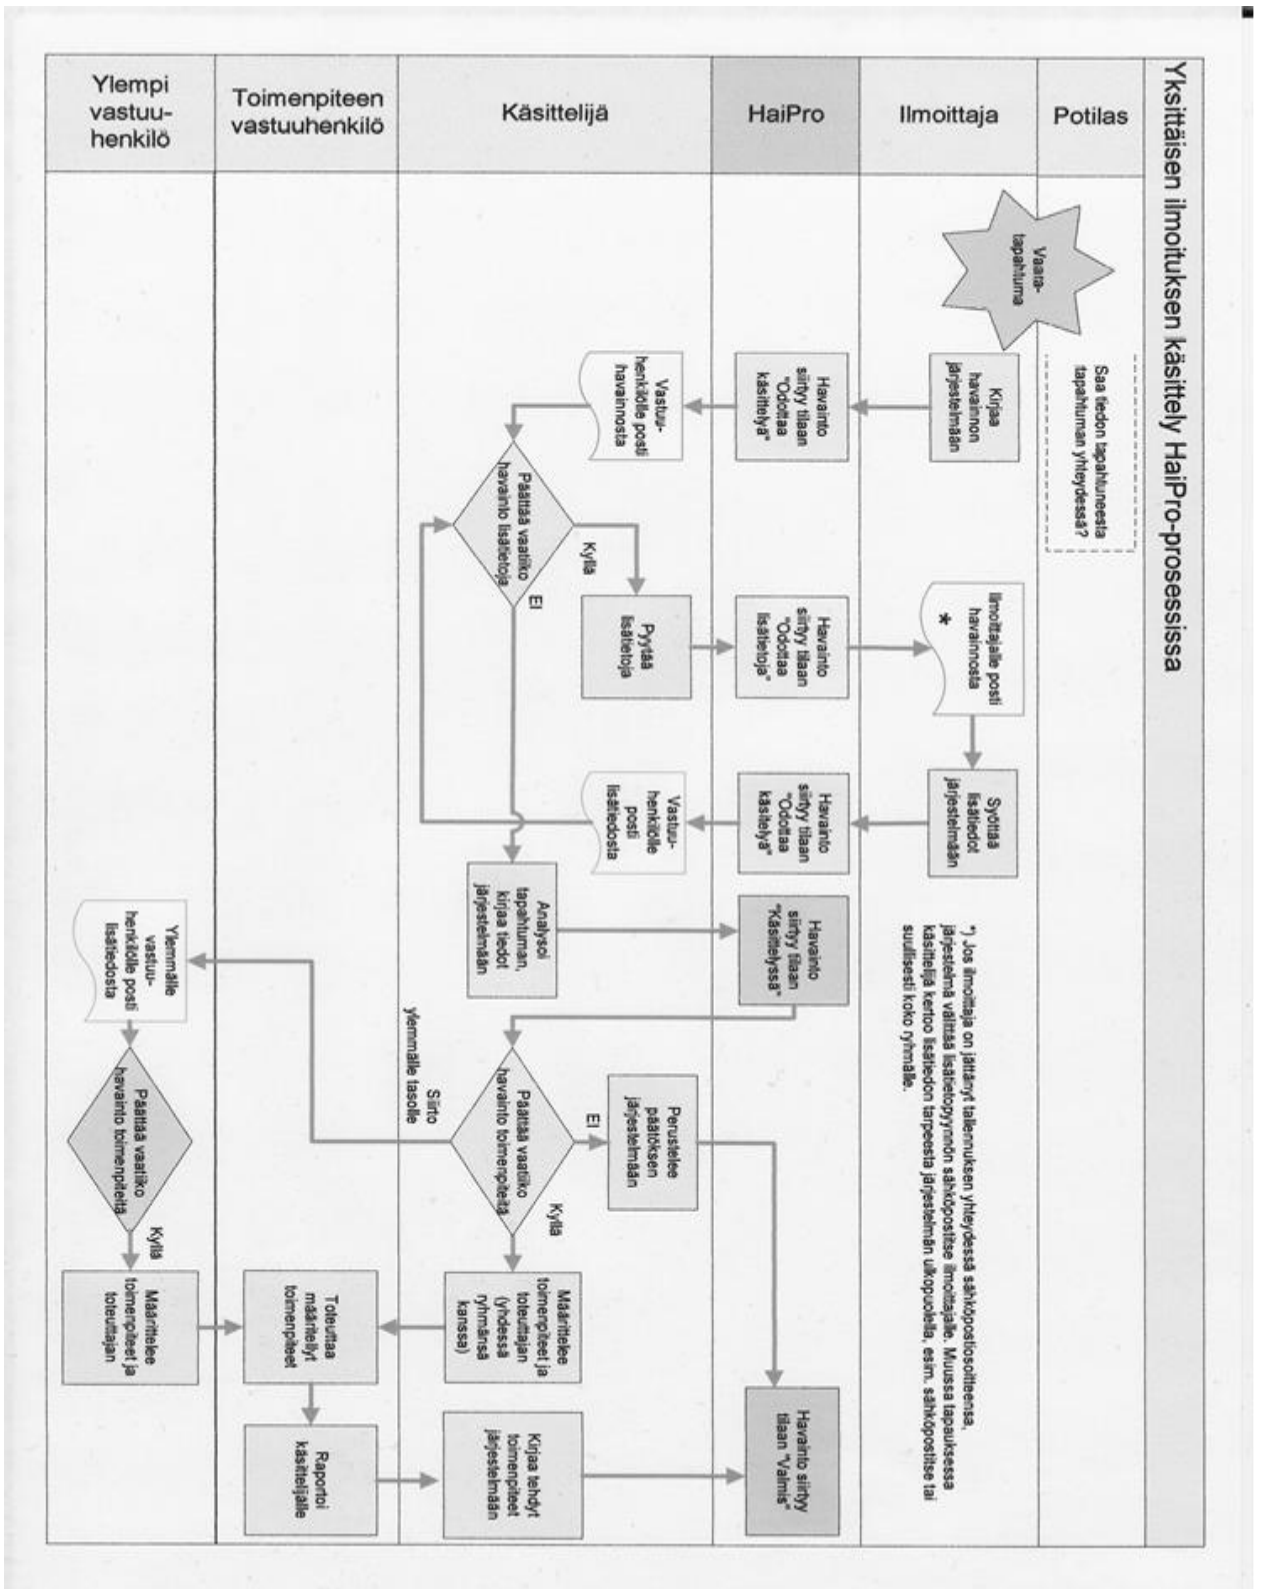 Yksittäisen ilmoituksen käsittely HaiPro-prosessissa
Potilas
Ilmoittaja
HaiPro
Käsittelijä
Toimenpiteen
vastuuhenkilö
Ylempi
vastuu-
henkilö
Vaara-
tapahtuma
Saa tiedon tapahtuneesta
tapahtuman yhteydessä?
Kirjaa
havainnon
järjestelmään
Havainto
siirtyy tilaan
"Odottaa
käsittelyä"
Vastuu-
henkilölle posti
havainnosta
Päättää vaatiiko
havainto lisätietoja
Kyllä
EI
Pyytää
lisätietoja
Havainto
siirtyy tilaan
"Odottaa
lisätietoja"
Ilmoittajalle posti
havainnosta
*
Syöttää
lisätiedot
järjestelmään
Havainto
siirtyy tilaan
"Odottaa
käsitelyä"
Vastuu-
henkilölle
posti
lisätiedosta
Analysoi
tapahtuman,
kirjaa tiedot
järjestelmään
Havainto
siirtyy tilaan
"Käsittelyssä"
*) Jos ilmoittaja on jättänyt tallennuksen yhteydessä sähköpostiosoitteensa,
järjestelmä välittää lisätietopyynnön sähköpostitse ilmoittajalle. Muussa tapauksessa
käsittelijä kertoo lisätiedon tarpeesta järjestelmän ulkopuolella, esim. sähköpostitse tai
suullisesti koko ryhmälle.
Päättää vaatiiko
havainto toimenpiteitä
EI
Kyllä
Siirto
ylemmälle tasolle
Perustelee
päätöksen
järjestelmään
Ylemmälle
vastuu-
henkilölle posti
lisätiedosta
Päättää vaatiiko
havainto toimenpiteitä
Kyllä
Määrittelee
toimenpiteet ja
toteuttajan
(yhdessä
ryhmänsä
kanssa)
Toteuttaa
määritellyt
toimenpiteet
Määrittelee
toimenpiteet ja
toteuttajan
Raportoi
käsittelijälle
Kirjaa tehdyt
toimenpiteet
järjestelmään
Havainto siirtyy
tilaan "Valmis"